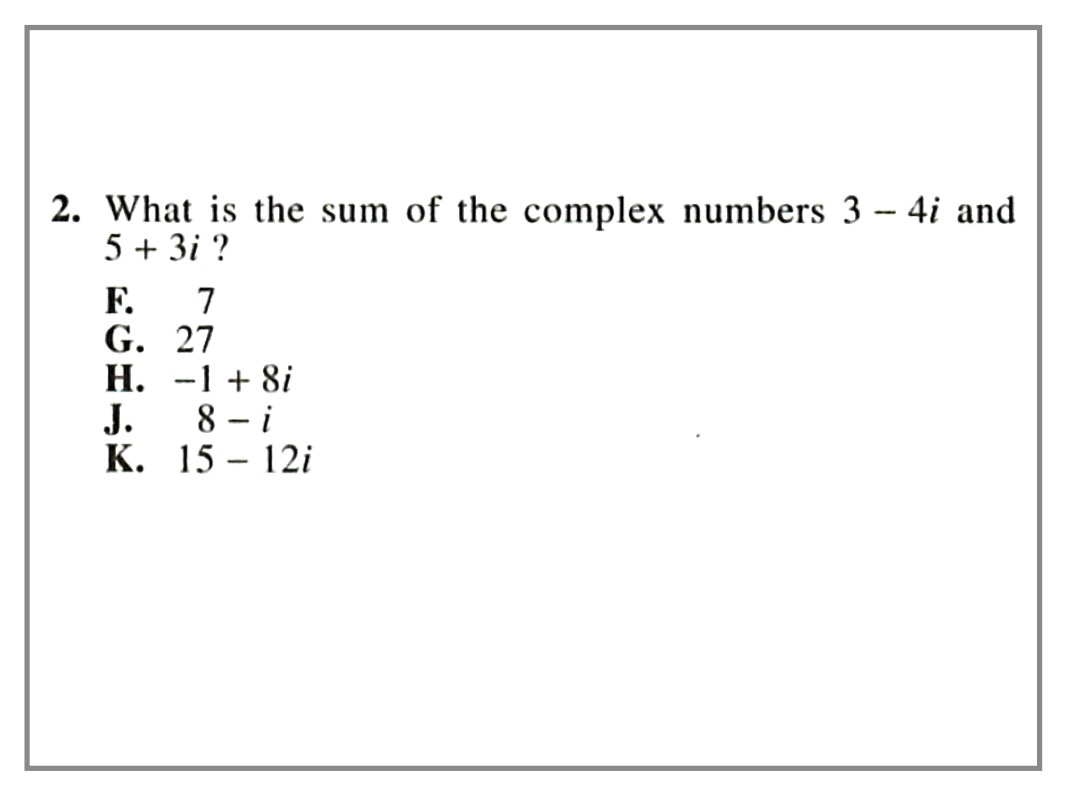 2. What is the sum of the complex numbers 3 – 4i and
5 + 3i ?
F. 7
G. 27
H. –1 + 8i
J. 8 – i
K. 15 – 12i